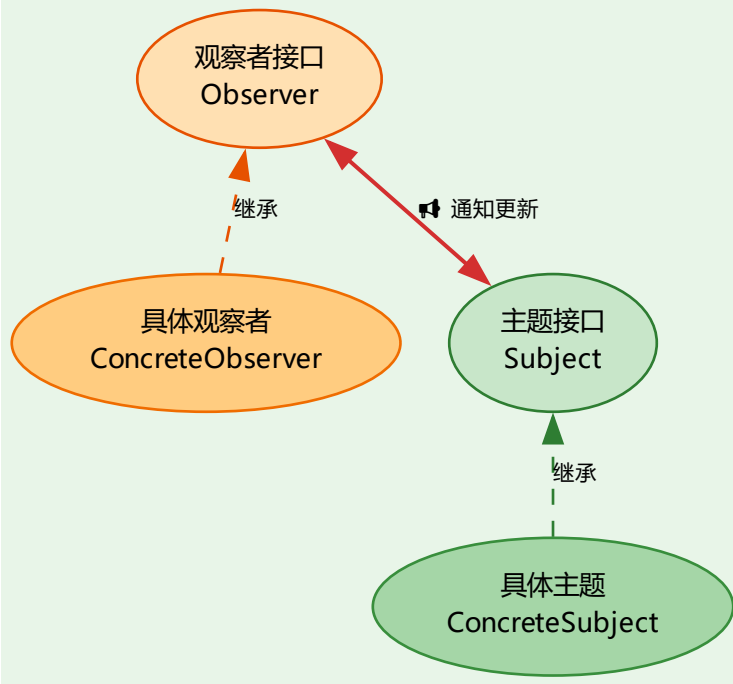 观察者接口
Observer
继承
通知更新
具体观察者
ConcreteObserver
主题接口
Subject
继承
具体主题
ConcreteSubject